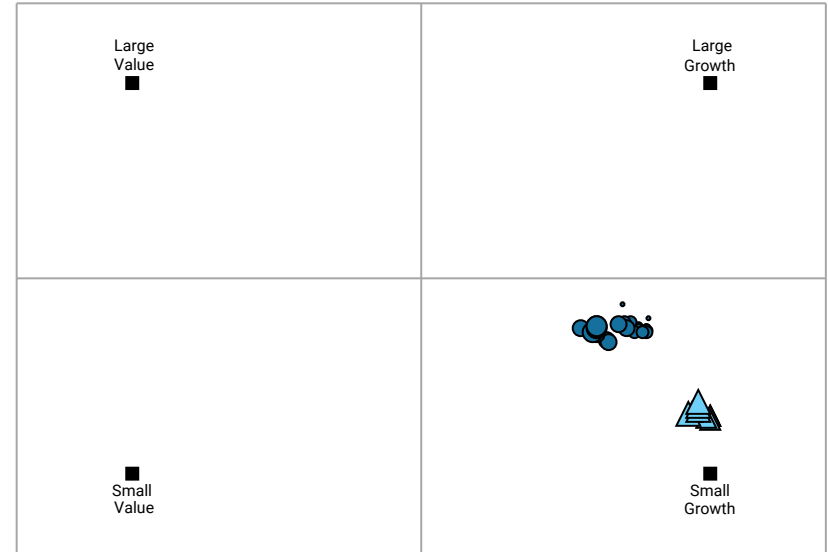 Large
Value
Large
Growth
Small
Value
Small
Growth